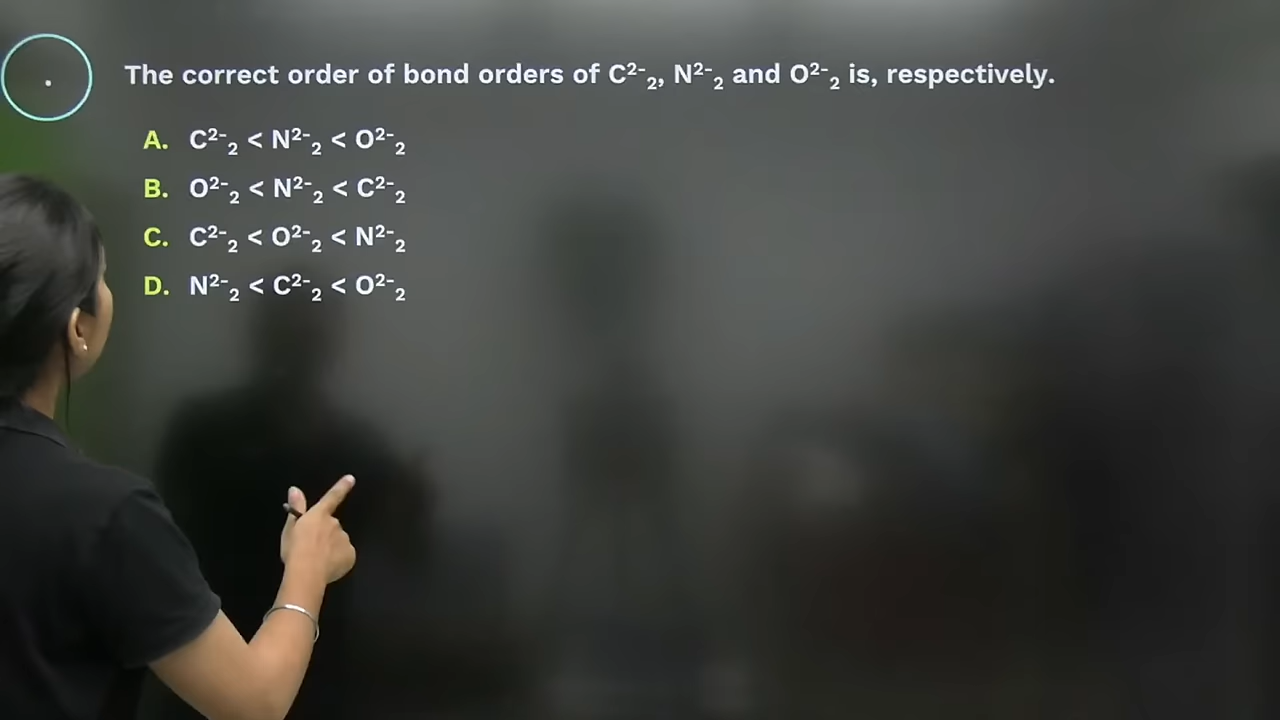 The correct order of bond orders of C²⁻₂, N²⁻₂ and O²⁻₂ is, respectively.
A. C²⁻₂ < N²⁻₂ < O²⁻₂
B. O²⁻₂ < N²⁻₂ < C²⁻₂
C. C²⁻₂ < O²⁻₂ < N²⁻₂
D. N²⁻₂ < C²⁻₂ < O²⁻₂